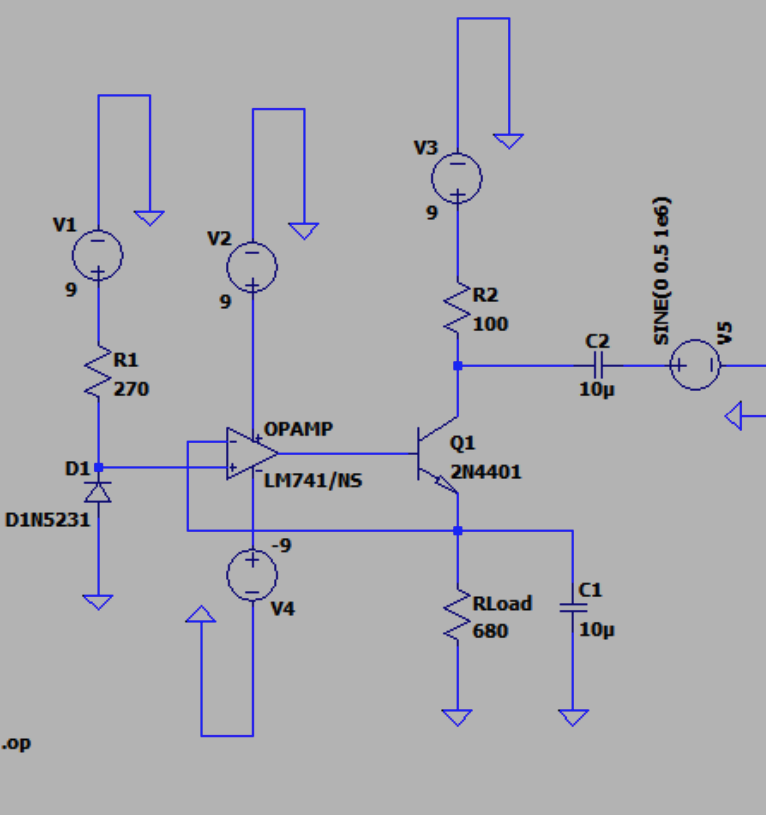 V3
9
V1
9
V2
9
SINE(0 0.5 1e6)
V5
R2
100
C2
10µ
R1
270
OPAMP
LM741/NS
Q1
2N4401
D1
D1N5231
-9
V4
RLoad
680
C1
10µ
.op